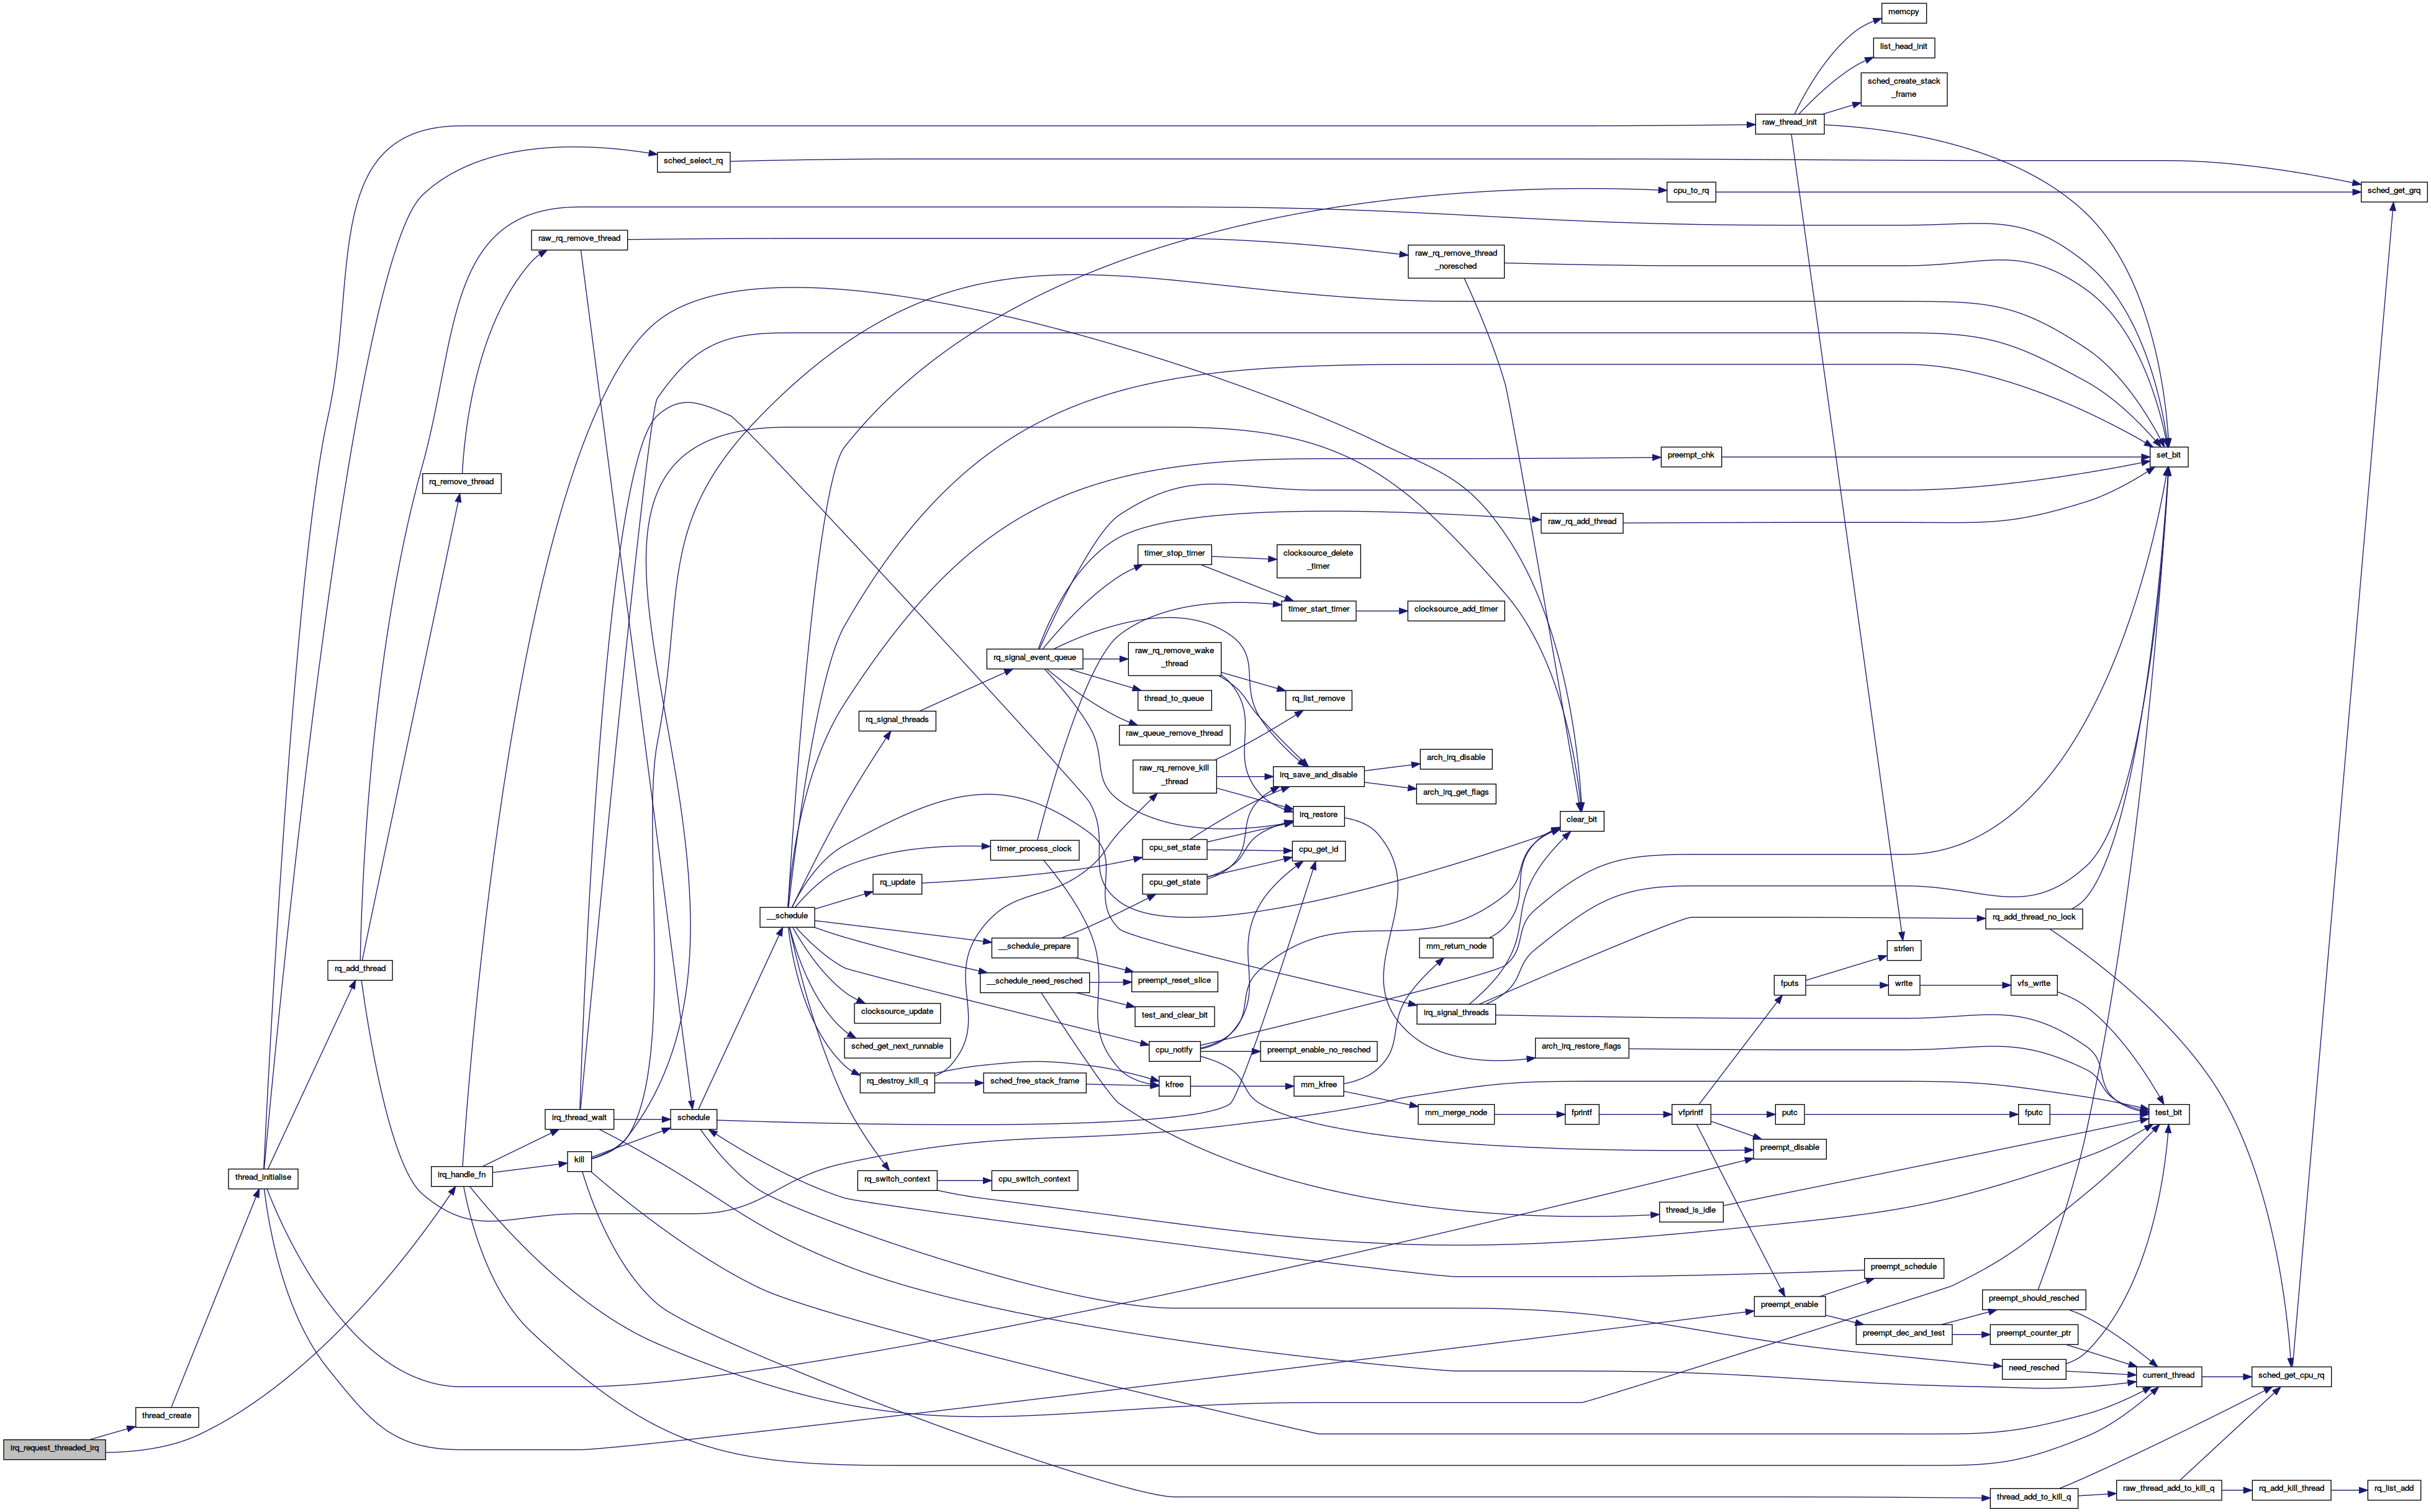 memcpy
list_head_init
sched_create_stack
_frame
raw_thread_init
sched_select_rq
cpu_to_rq
sched_get_grq
raw_rq_remove_thread
raw_rq_remove_thread
_noresched
preempt_chk
set_bit
rq_remove_thread
raw_rq_add_thread
timer_stop_timer
clocksource_delete
_timer
timer_start_timer
clocksource_add_timer
rq_signal_event_queue
raw_rq_remove_wake
_thread
thread_to_queue
rq_list_remove
rq_signal_threads
raw_queue_remove_thread
raw_rq_remove_kill
_thread
irq_save_and_disable
arch_irq_disable
arch_irq_get_flags
irq_restore
clear_bit
timer_process_clock
cpu_set_state
cpu_get_id
rq_update
cpu_get_state
__schedule
rq_add_thread_no_lock
__schedule_prepare
mm_return_node
strlen
rq_add_thread
__schedule_need_resched
preempt_reset_slice
fputs
write
vfs_write
clocksource_update
test_and_clear_bit
irq_signal_threads
sched_get_next_runnable
cpu_notify
preempt_enable_no_resched
arch_irq_restore_flags
rq_destroy_kill_q
sched_free_stack_frame
kfree
mm_kfree
irq_thread_wait
schedule
mm_merge_node
fprintf
vfprintf
putc
fputc
test_bit
preempt_disable
kill
thread_initialise
irq_handle_fn
rq_switch_context
cpu_switch_context
thread_is_idle
preempt_schedule
preempt_enable
preempt_should_resched
preempt_dec_and_test
preempt_counter_ptr
need_resched
current_thread
sched_get_cpu_rq
thread_create
irq_request_threaded_irq
thread_add_to_kill_q
raw_thread_add_to_kill_q
rq_add_kill_thread
rq_list_add